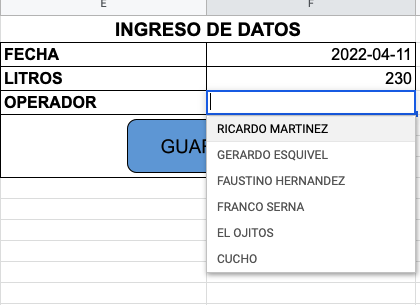 E F
INGRESO DE DATOS
FECHA 2022-04-11
LITROS 230
OPERADOR
RICARDO MARTINEZ
GUAR
GERARDO ESQUIVEL
FAUSTINO HERNANDEZ
FRANCO SERNA
EL OJITOS
CUCHO